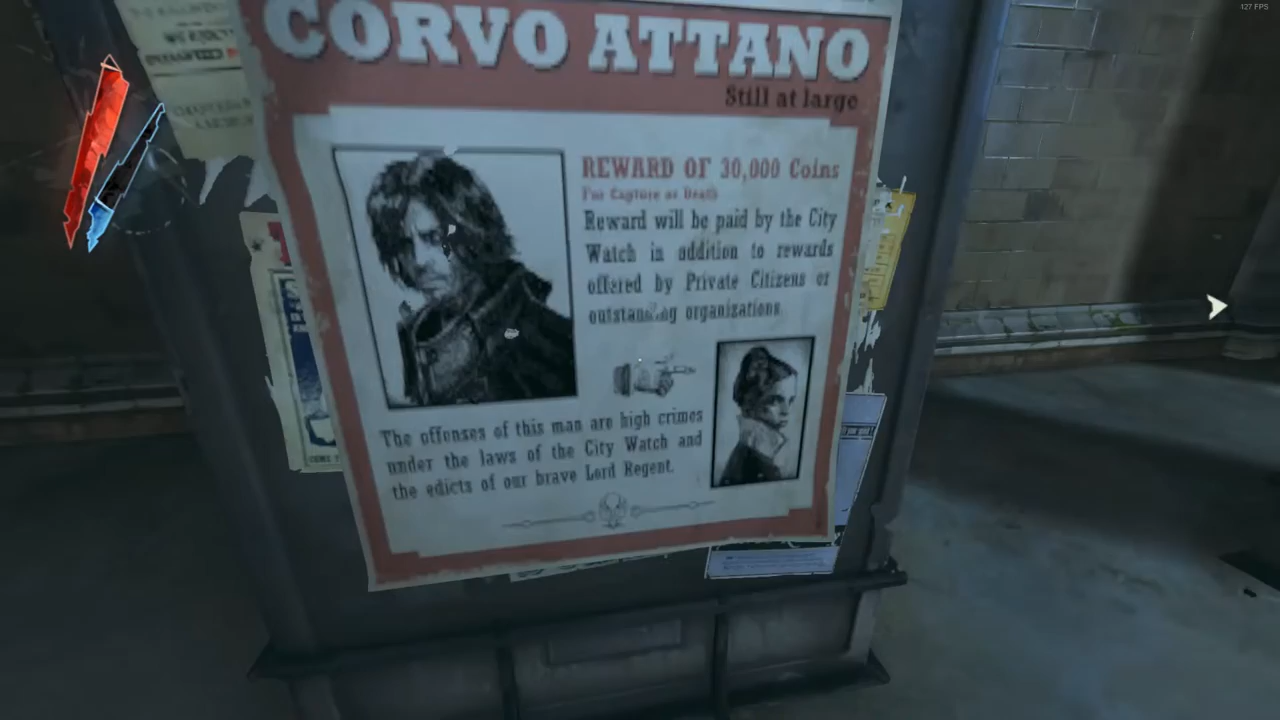 127 FPS
CORVO ATTANO
Still at large
REWARD OF 30,000 Coins
For Capture or Death
Reward will be paid by the City
Watch in addition to rewards
offered by Private Citizens or
outstanding organizations.
The offenses of this man are high crimes
under the laws of the City Watch and
the edicts of our brave Lord Regent.